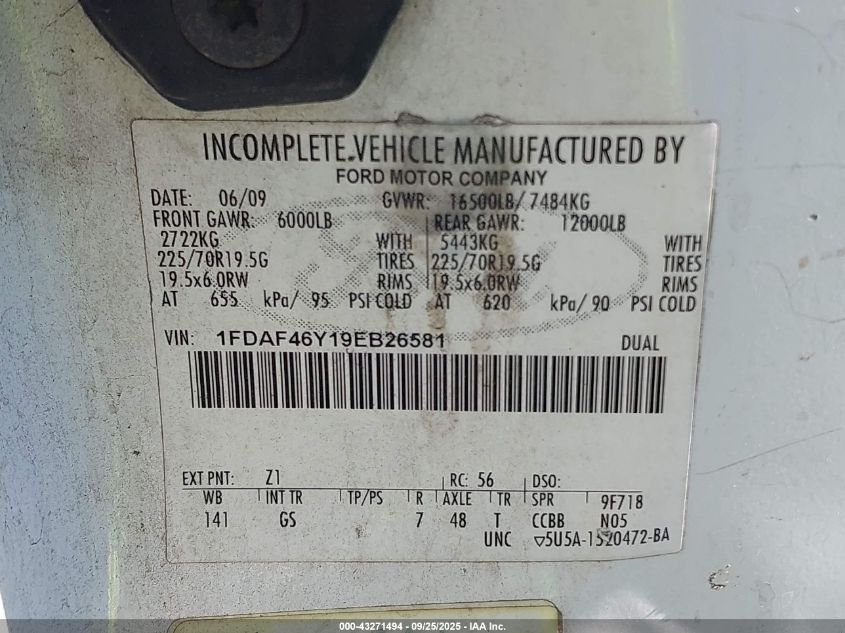 INCOMPLETE VEHICLE MANUFACTURED BY
FORD MOTOR COMPANY
DATE: 06/09 GVWR: 16500LB/ 7484KG
FRONT GAWR: 6000LB REAR GAWR: 12000LB
2722KG WITH 5443KG WITH
225/70R19.5G TIRES 225/70R19.5G TIRES
19.5x6.0RW RIMS 19.5x6.0RW RIMS
AT 655 kPa/ 95 PSI COLD AT 620 kPa/ 90 PSI COLD
VIN: 1FDAF46Y19EB26581 DUAL
EXT PNT: Z1 RC: 56 DSO:
WB INT TR TP/PS R AXLE TR SPR 9F718
141 GS 7 48 T CCBB N05
UNC ▽5U5A-1520472-BA
000-43271494 - 09/25/2025 - IAA Inc.